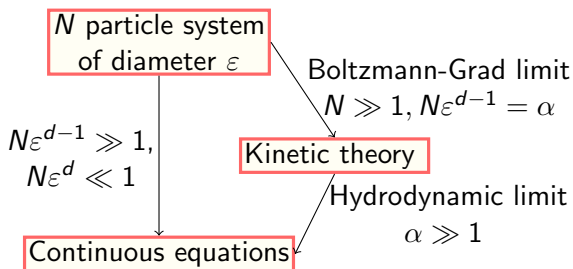 N particle system
of diameter ε
Boltzmann-Grad limit
N ≫ 1, Nε^{d−1} = α
Nε^{d−1} ≫ 1,
Nε^d ≪ 1
Kinetic theory
Hydrodynamic limit
α ≫ 1
Continuous equations